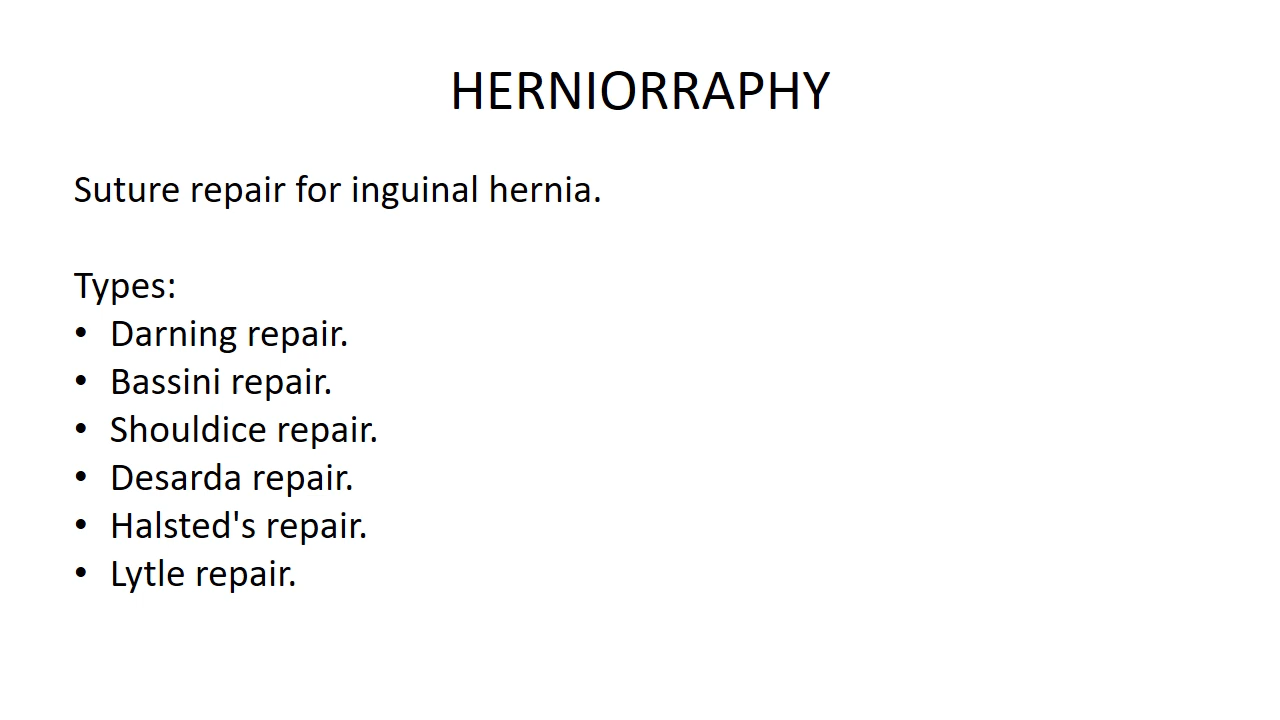 HERNIORRAPHY
Suture repair for inguinal hernia.
Types:
• Darning repair.
• Bassini repair.
• Shouldice repair.
• Desarda repair.
• Halsted's repair.
• Lytle repair.